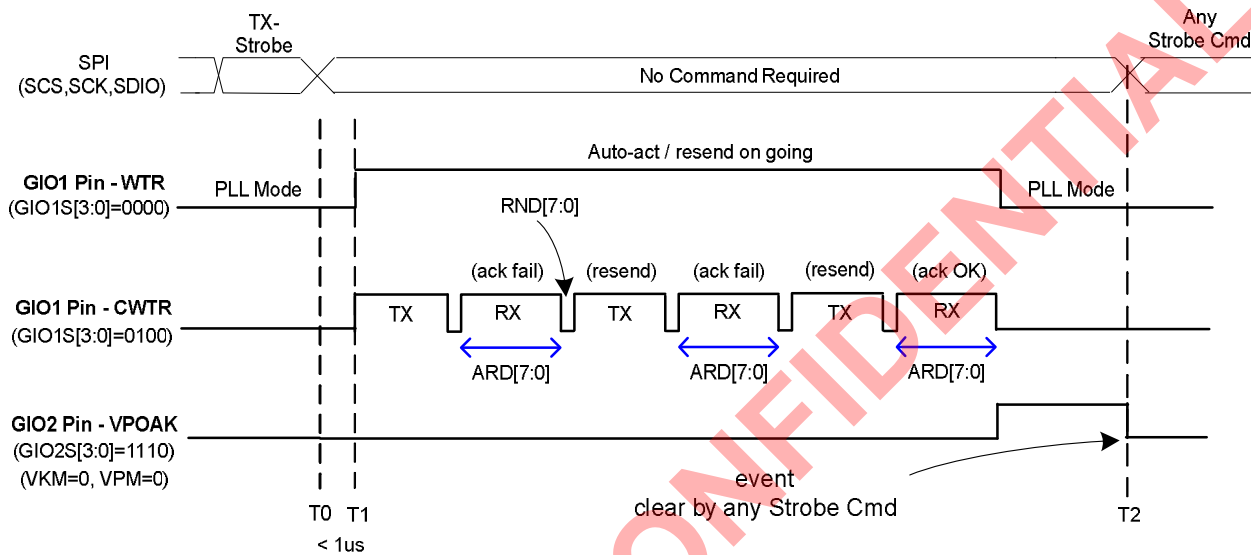 TX-
Strobe
Any
Strobe Cmd
SPI
(SCS,SCK,SDIO)
No Command Required
Auto-act / resend on going
GIO1 Pin - WTR
(GIO1S[3:0]=0000)
PLL Mode
PLL Mode
RND[7:0]
(ack fail)
(resend)
(ack fail)
(resend)
(ack OK)
GIO1 Pin - CWTR
(GIO1S[3:0]=0100)
TX
RX
TX
RX
TX
RX
ARD[7:0]
ARD[7:0]
ARD[7:0]
GIO2 Pin - VPOAK
(GIO2S[3:0]=1110)
(VKM=0, VPM=0)
event
clear by any Strobe Cmd
T0
T1
T2
< 1us
ONFIDENTIAL